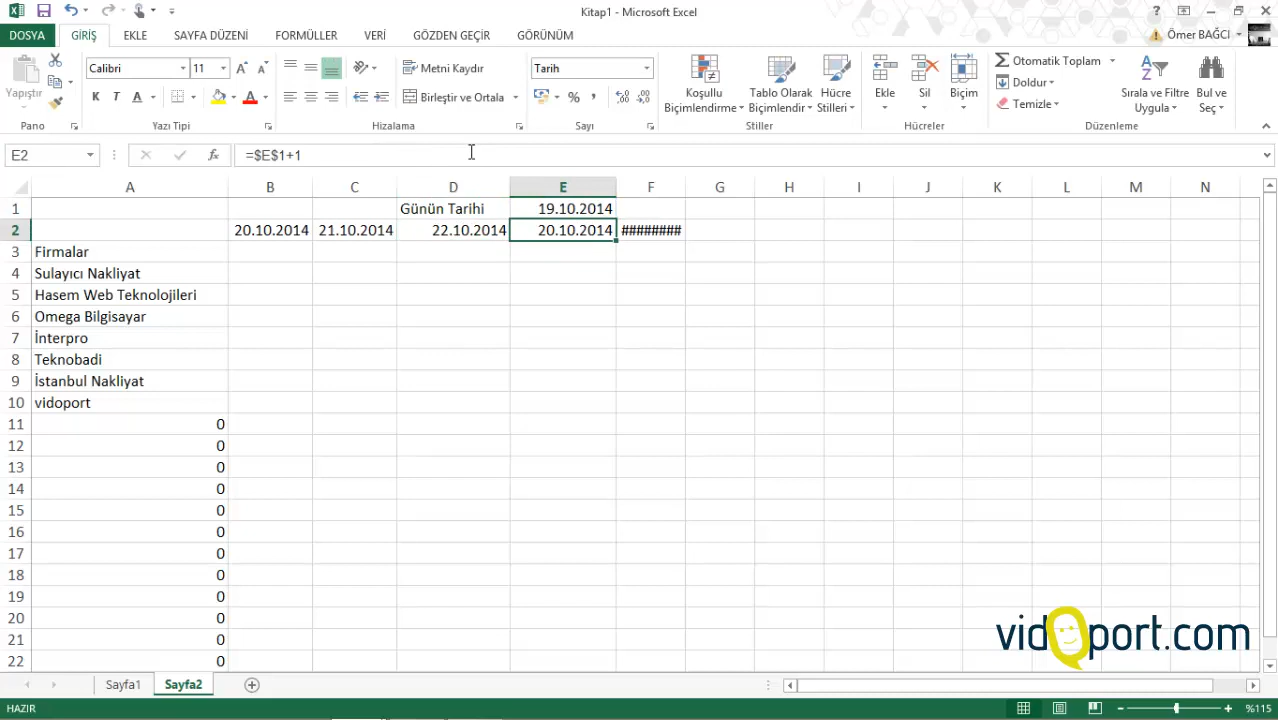 Kitap1 - Microsoft Excel
DOSYA GİRİŞ EKLE SAYFA DÜZENİ FORMÜLLER VERİ GÖZDEN GEÇİR GÖRÜNÜM Ömer BAĞCI
Yapıştır
Pano
Calibri 11
K T A
Yazı Tipi
Metni Kaydır
Birleştir ve Ortala
Hizalama
Tarih
Sayı
Koşullu Biçimlendirme
Tablo Olarak Biçimlendir
Hücre Stilleri
Stiller
Ekle Sil Biçim
Hücreler
Otomatik Toplam
Doldur
Temizle
Sırala ve Filtre Uygula
Bul ve Seç
Düzenleme
E2 fx =$E$1+1
A B C D E F G H I J K L M N
1 Günün Tarihi 19.10.2014
2 20.10.2014 21.10.2014 22.10.2014 20.10.2014 ########
3 Firmalar
4 Sulayıcı Nakliyat
5 Hasem Web Teknolojileri
6 Omega Bilgisayar
7 İnterpro
8 Teknobadi
9 İstanbul Nakliyat
10 vidoport
11 0
12 0
13 0
14 0
15 0
16 0
17 0
18 0
19 0
20 0
21 0
22 0
vidoport.com
Sayfa1 Sayfa2
HAZIR %115